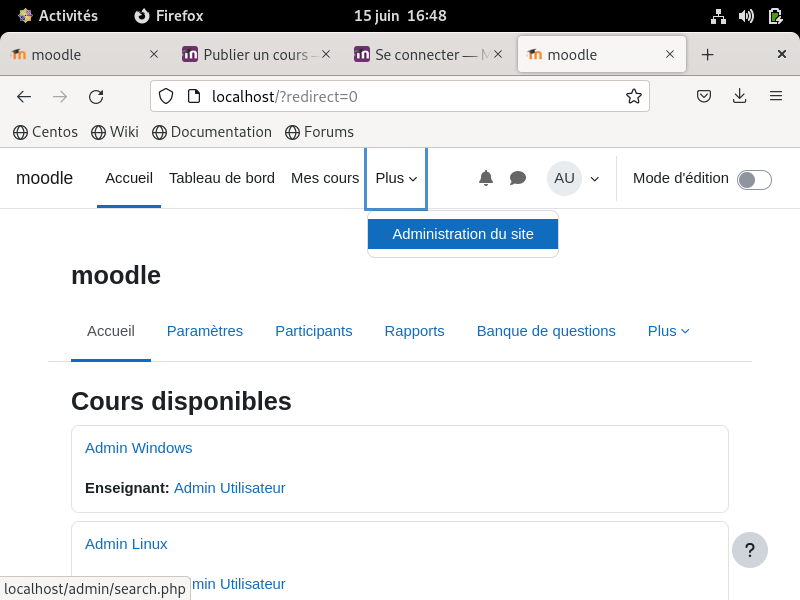 Activités Firefox 15 juin 16:48
moodle Publier un cours — Se connecter — M moodle
localhost/?redirect=0
Centos Wiki Documentation Forums
moodle Accueil Tableau de bord Mes cours Plus AU Mode d'édition
Administration du site
moodle
Accueil Paramètres Participants Rapports Banque de questions Plus
Cours disponibles
Admin Windows
Enseignant: Admin Utilisateur
Admin Linux
?
min Utilisateur
localhost/admin/search.php